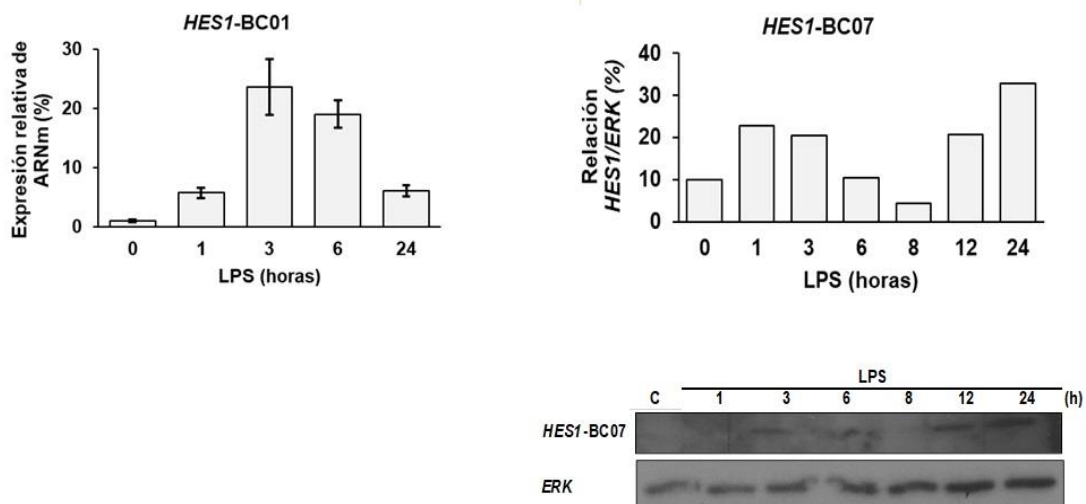 HES1-BC01
Expresión relativa de
ARNm (%)
30
20
10
0
0 1 3 6 24
LPS (horas)
HES1-BC07
Relación
HES1/ERK (%)
40
30
20
10
0
0 1 3 6 8 12 24
LPS (horas)
LPS
C 1 3 6 8 12 24 (h)
HES1-BC07
ERK